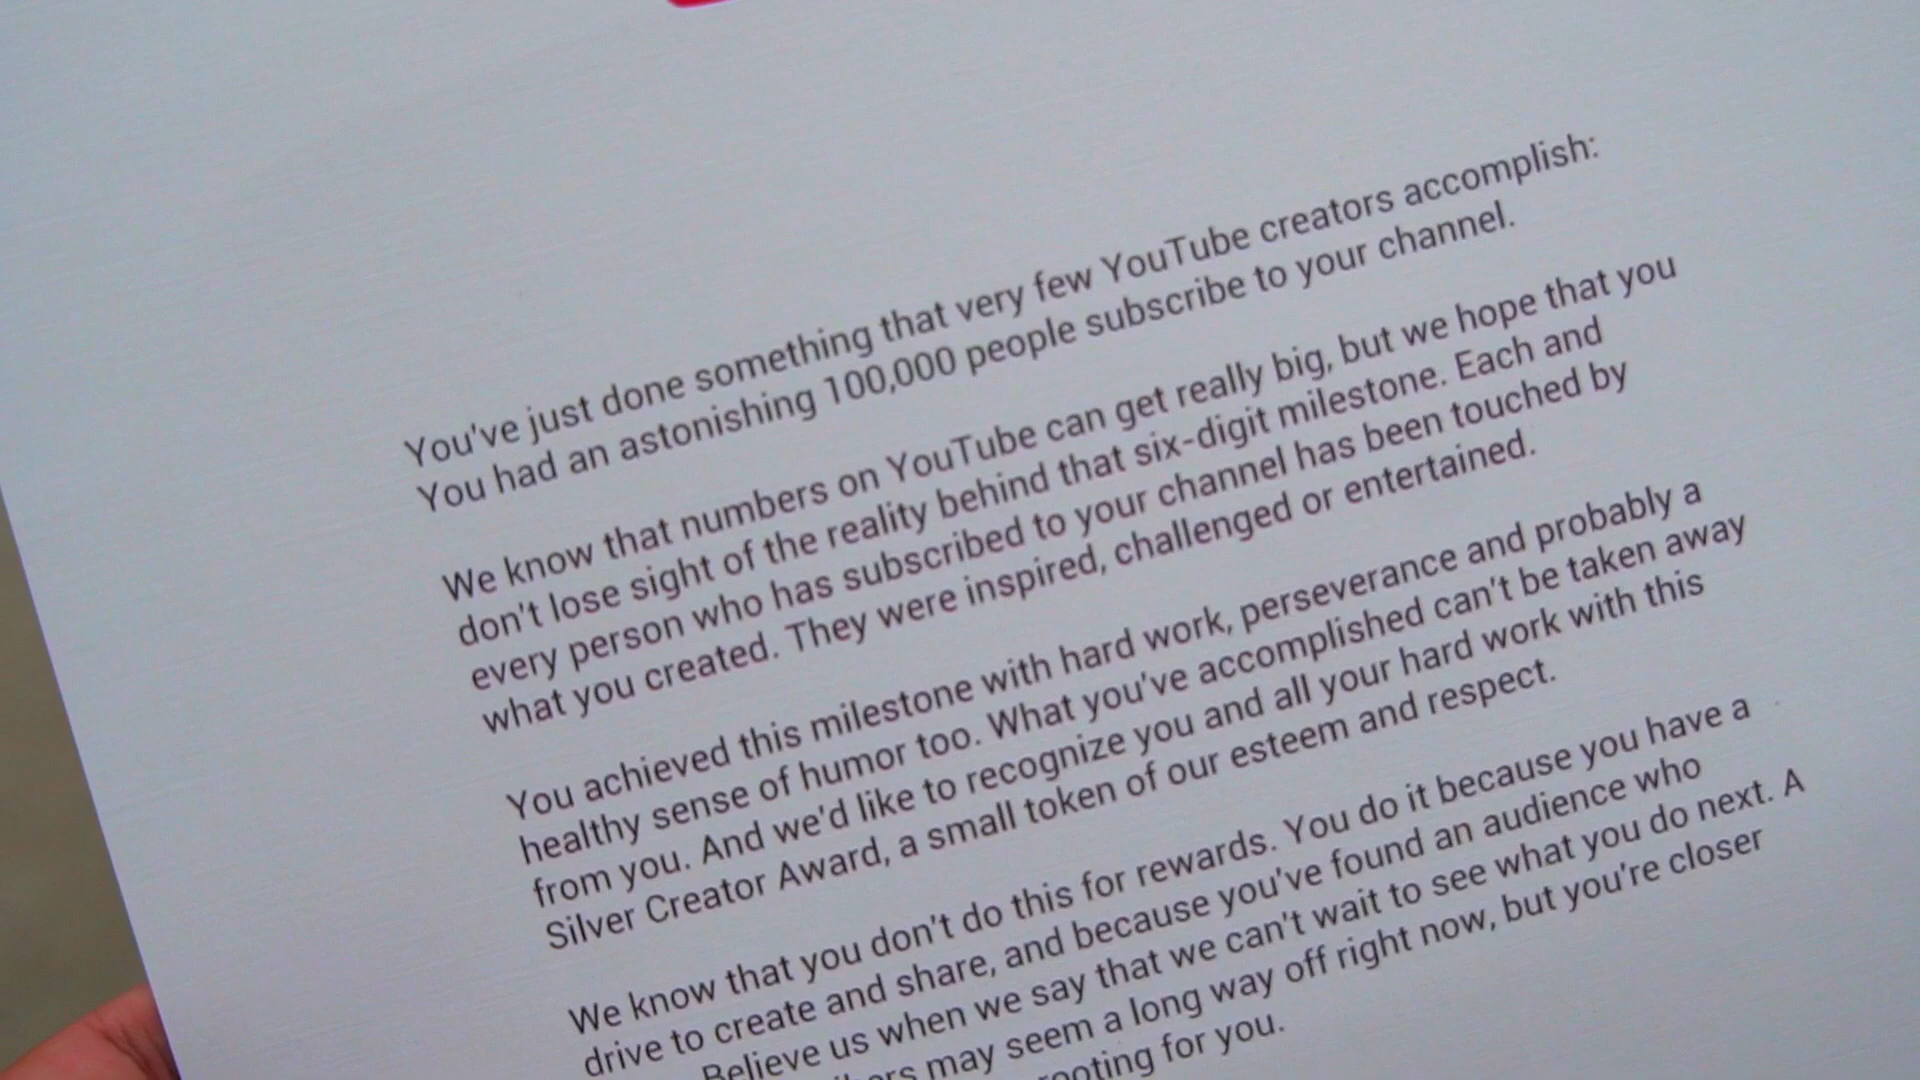 You've just done something that very few YouTube creators accomplish:
You had an astonishing 100,000 people subscribe to your channel.
We know that numbers on YouTube can get really big, but we hope that you
don't lose sight of the reality behind that six-digit milestone. Each and
every person who has subscribed to your channel has been touched by
what you created. They were inspired, challenged or entertained.
You achieved this milestone with hard work, perseverance and probably a
healthy sense of humor too. What you've accomplished can't be taken away
from you. And we'd like to recognize you and all your hard work with this
Silver Creator Award, a small token of our esteem and respect.
We know that you don't do this for rewards. You do it because you have a
drive to create and share, and because you've found an audience who
Believe us when we say that we can't wait to see what you do next. A
may seem a long way off right now, but you're closer
for you.